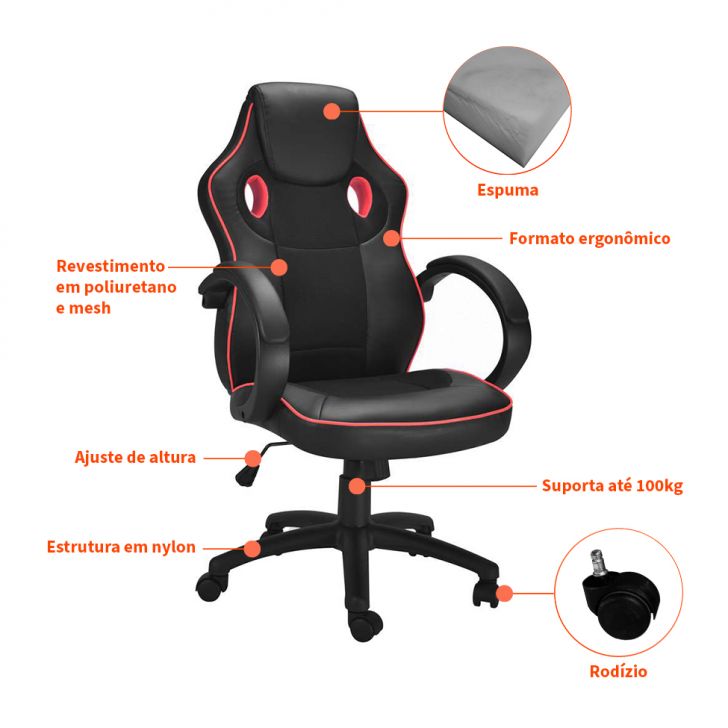 Espuma
Formato ergonômico
Revestimento
em poliuretano
e mesh
Ajuste de altura
Suporta até 100kg
Estrutura em nylon
Rodízio